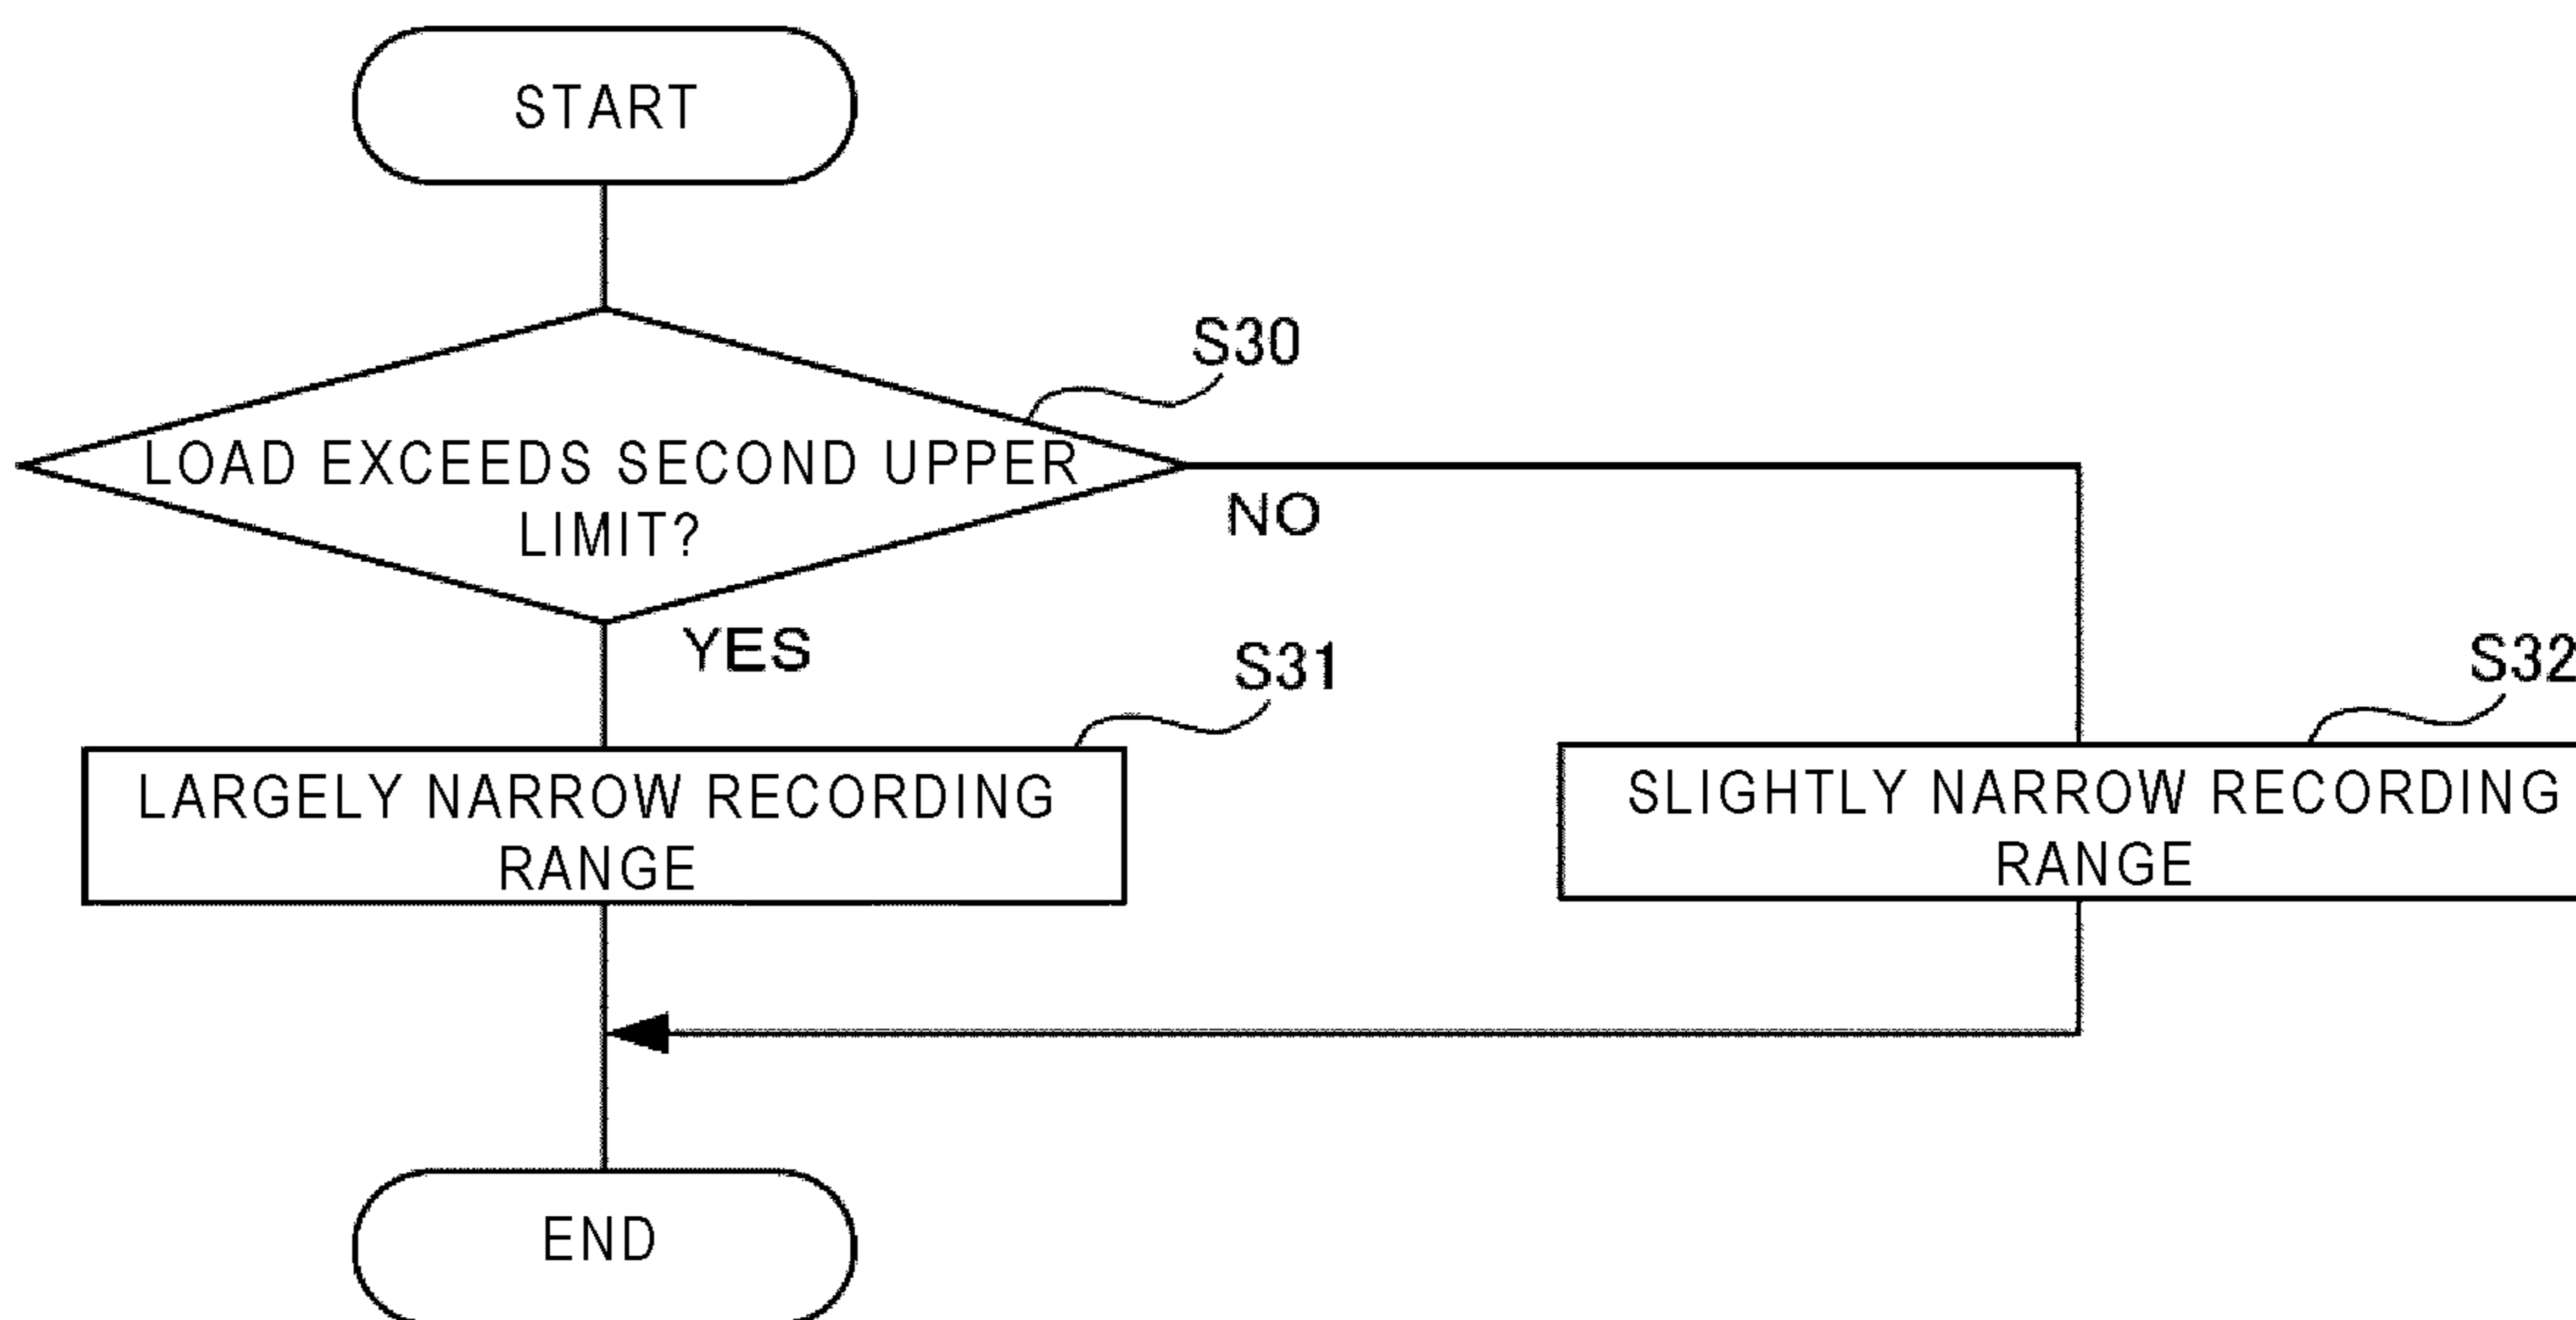 START
S30
LOAD EXCEEDS SECOND UPPER
LIMIT?
NO
YES
S31
S32
LARGELY NARROW RECORDING
RANGE
SLIGHTLY NARROW RECORDING
RANGE
END